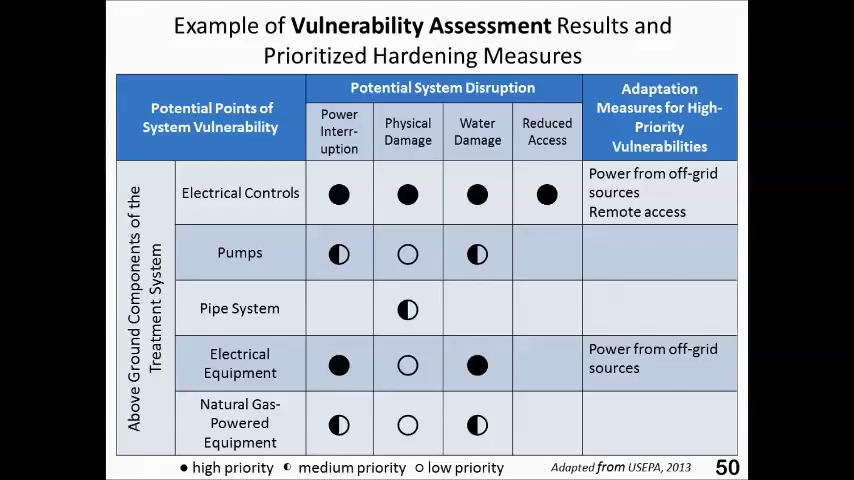 Example of Vulnerability Assessment Results and
Prioritized Hardening Measures
Potential Points of
System Vulnerability
Potential System Disruption
Adaptation
Measures for High-
Priority
Vulnerabilities
Power
Interr-
uption
Physical
Damage
Water
Damage
Reduced
Access
Above Ground Components of the
Treatment System
Electrical Controls
Power from off-grid
sources
Remote access
Pumps
Pipe System
Electrical
Equipment
Power from off-grid
sources
Natural Gas-
Powered
Equipment
high priority medium priority low priority
Adapted from USEPA, 2013
50